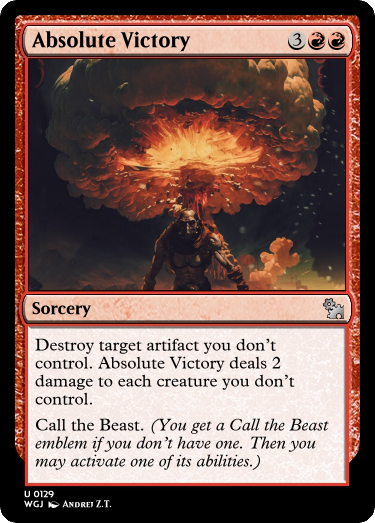 Absolute Victory 3
Sorcery
Destroy target artifact you don't
control. Absolute Victory deals 2
damage to each creature you don't
control.
Call the Beast. (You get a Call the Beast
emblem if you don't have one. Then you
may activate one of its abilities.)
U 0129
WGJ Andrej Z.T.